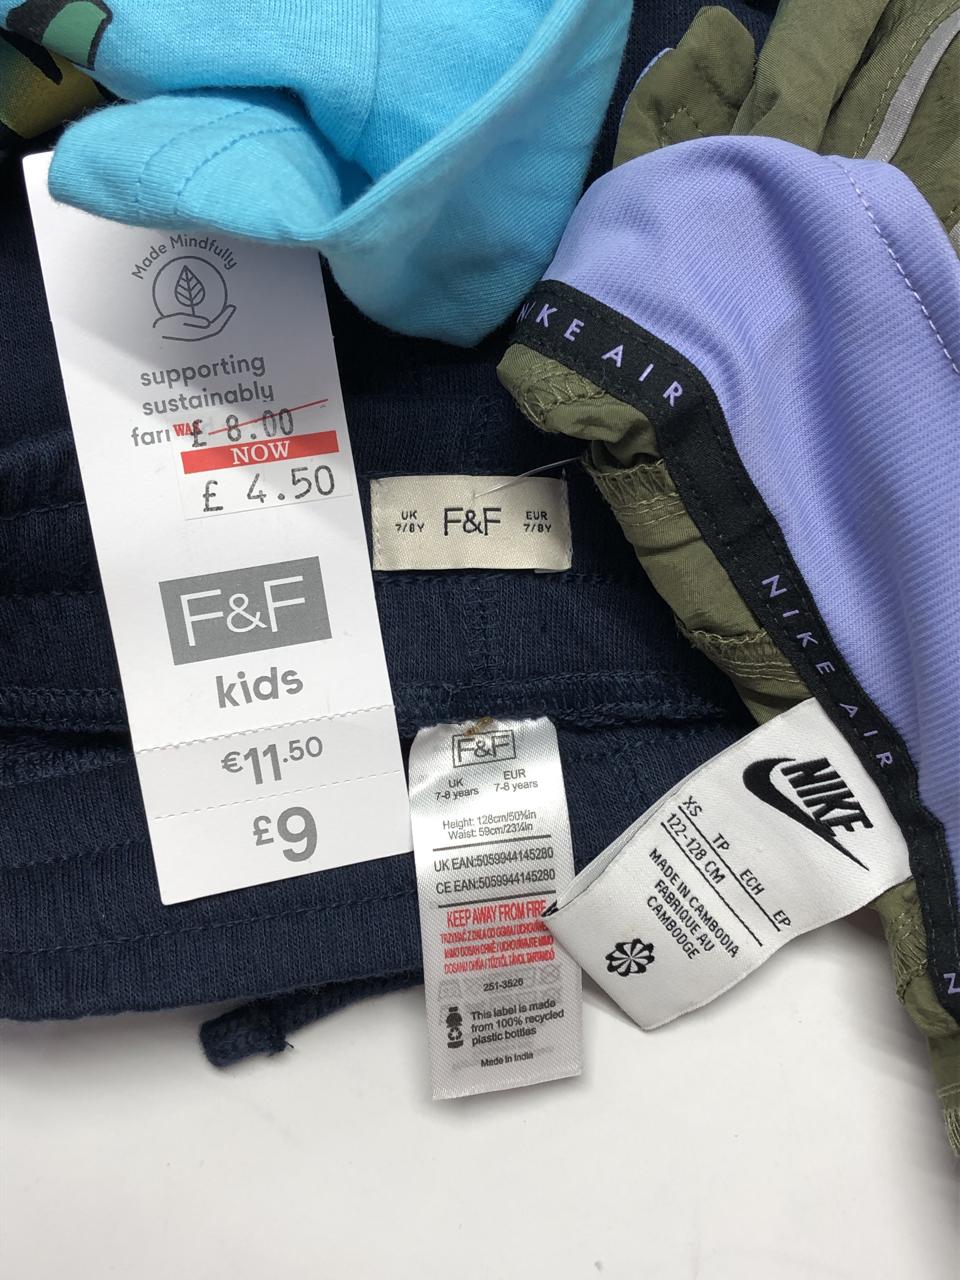 Made Mindfully
supporting
sustainably
WAS £ 8.00
NOW
£ 4.50
F&F
kids
€11.50
£9
UK
7/8Y
F&F
EUR
7/8Y
F&F
UK
7-8 years
EUR
7-8 years
Height: 128cm/50⅜in
Waist: 59cm/23¼in
UK EAN:5059944145280
CE EAN:5059944145280
KEEP AWAY FROM FIRE
251-3526
This label is made
from 100% recycled
plastic bottles
Made in India
NIKE AIR
NIKE AIR
N
NIKE
XS TP ECH EP
122-128 CM
MADE IN CAMBODIA
FABRIQUE AU
CAMBODGE